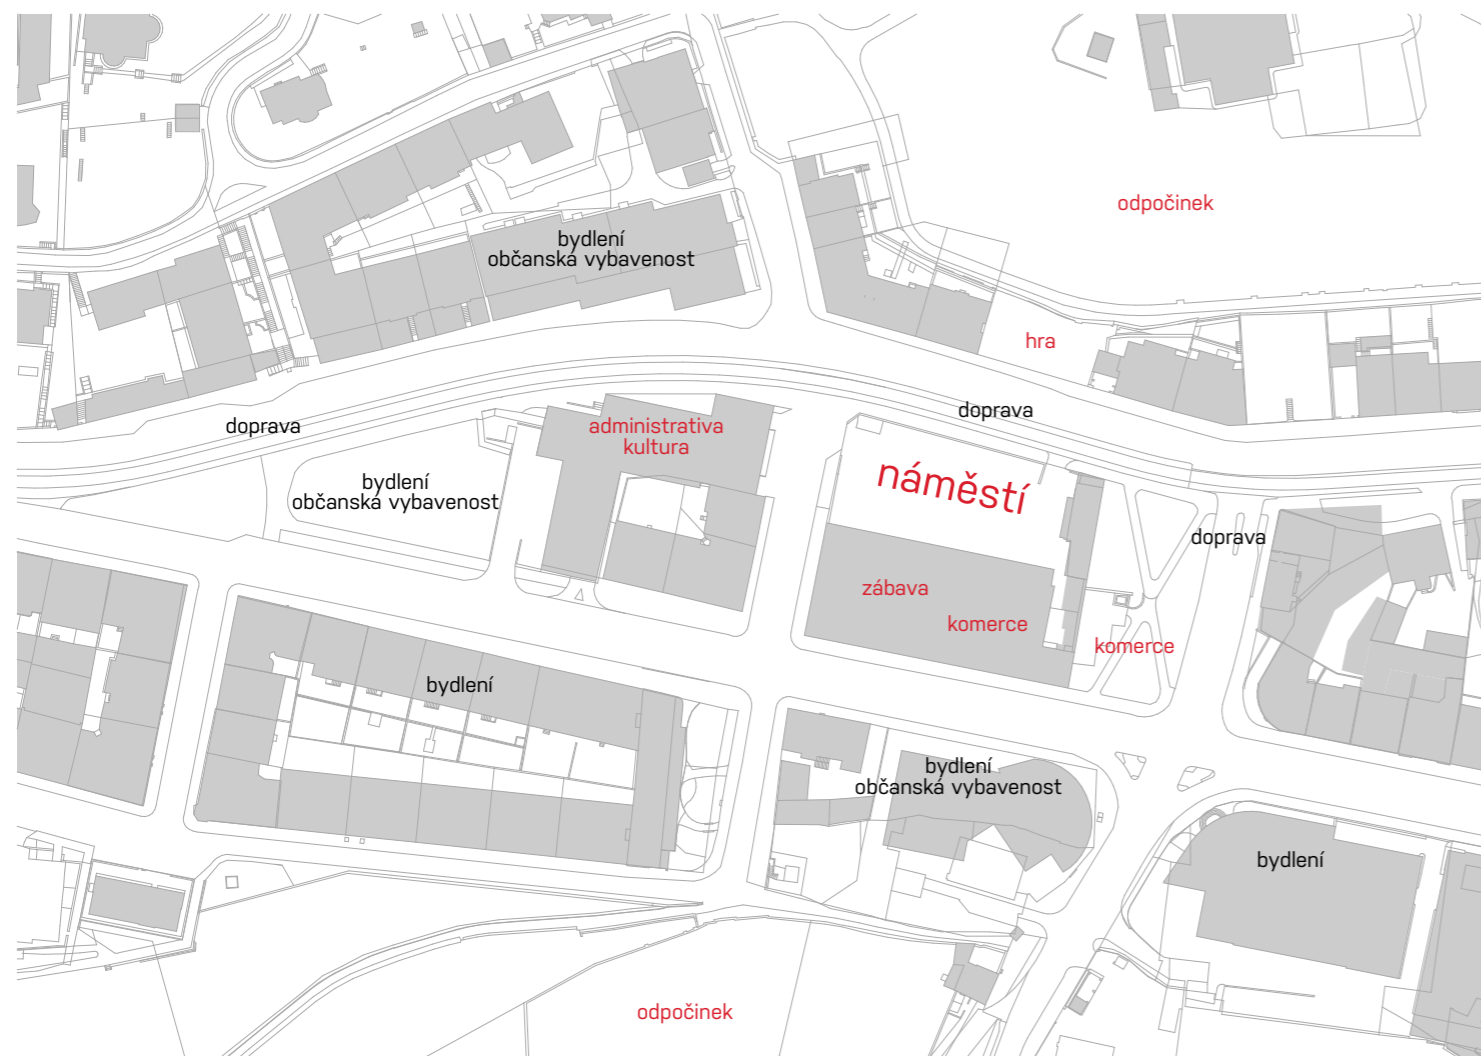 odpočinek
bydlení
občanská vybavenost
hra
doprava
doprava
administrativa
kultura
náměstí
bydlení
občanská vybavenost
doprava
zábava
komerce
komerce
bydlení
bydlení
občanská vybavenost
bydlení
odpočinek